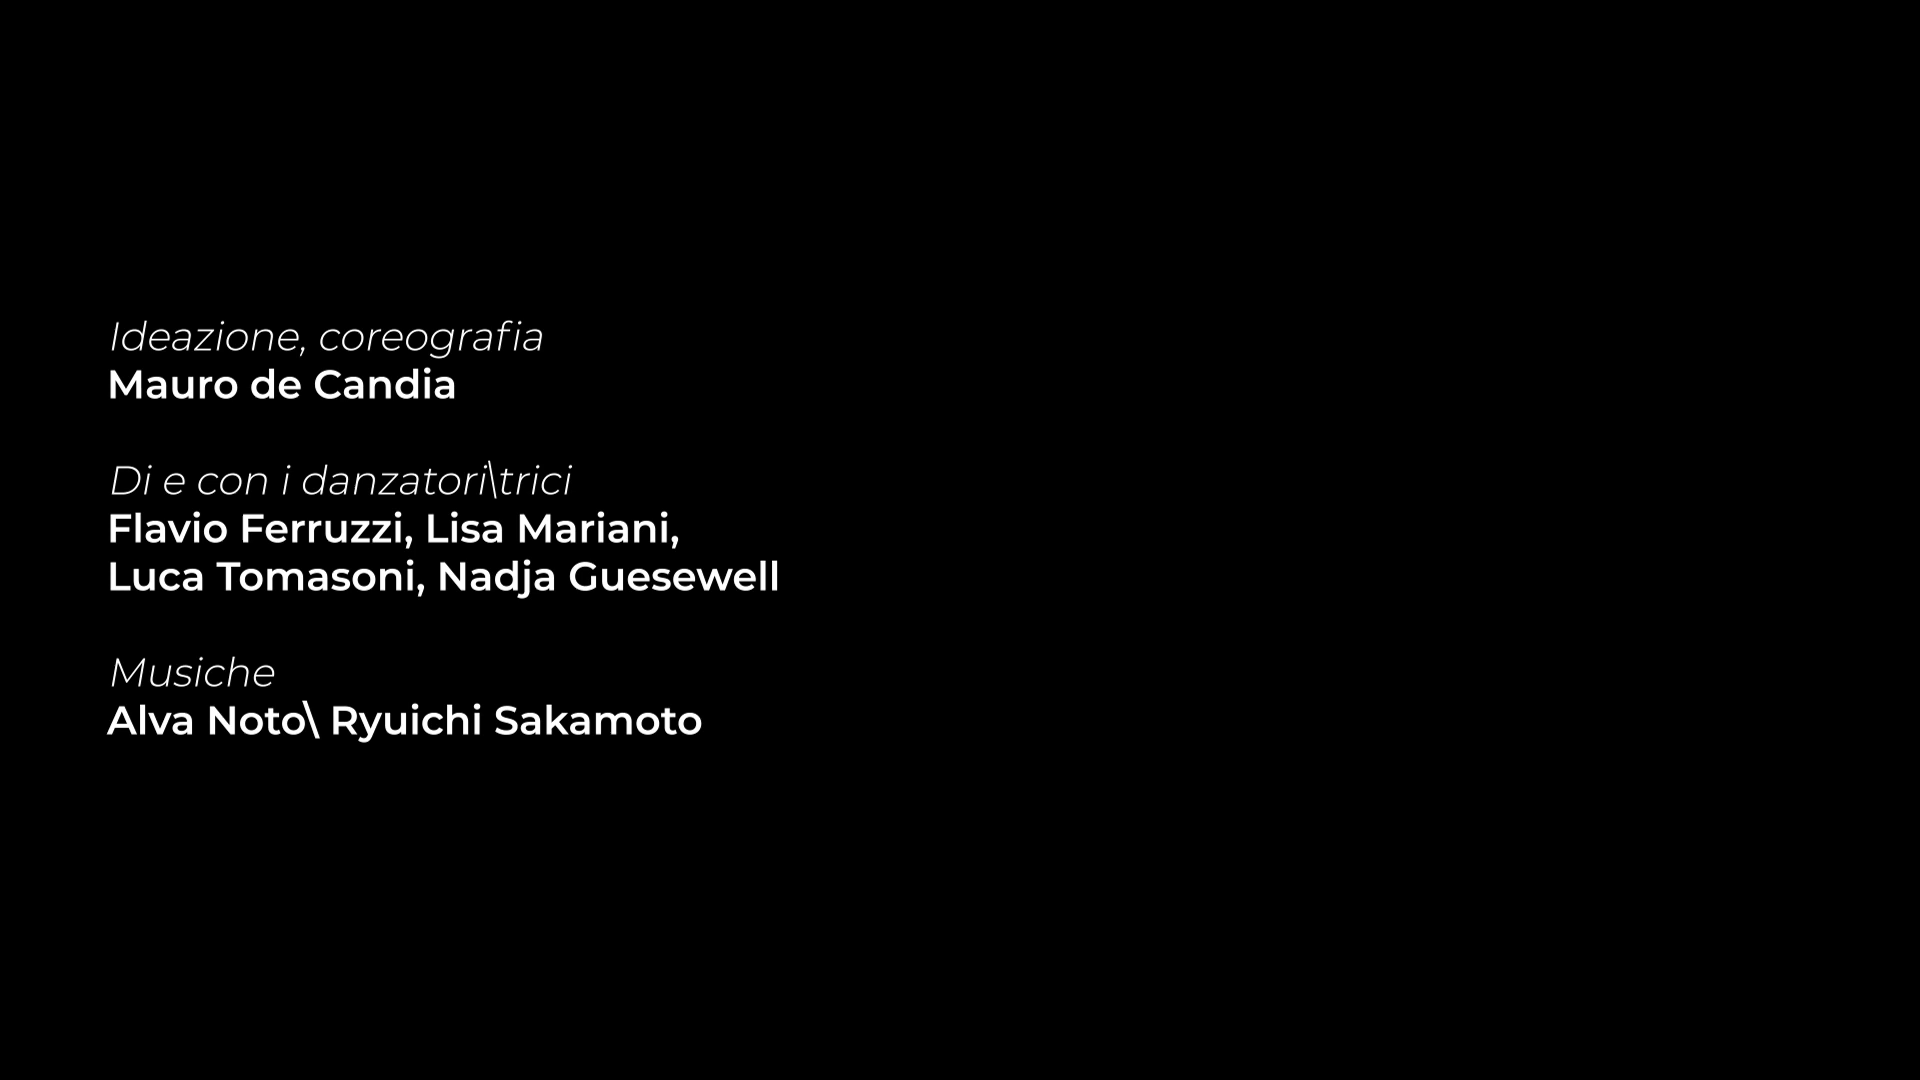 Ideazione, coreografia
Mauro de Candia
Di e con i danzatori\trici
Flavio Ferruzzi, Lisa Mariani,
Luca Tomasoni, Nadja Guesewell
Musiche
Alva Noto\ Ryuichi Sakamoto